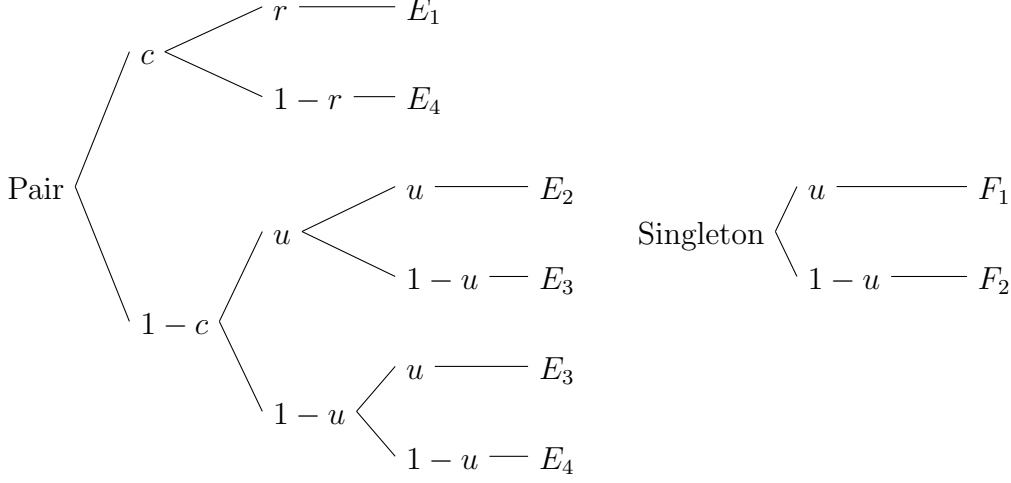 r E₁
c
1 − r E₄
Pair
u E₂
u
1 − u E₃
1 − c
u E₃
1 − u
1 − u E₄
u F₁
Singleton
1 − u F₂